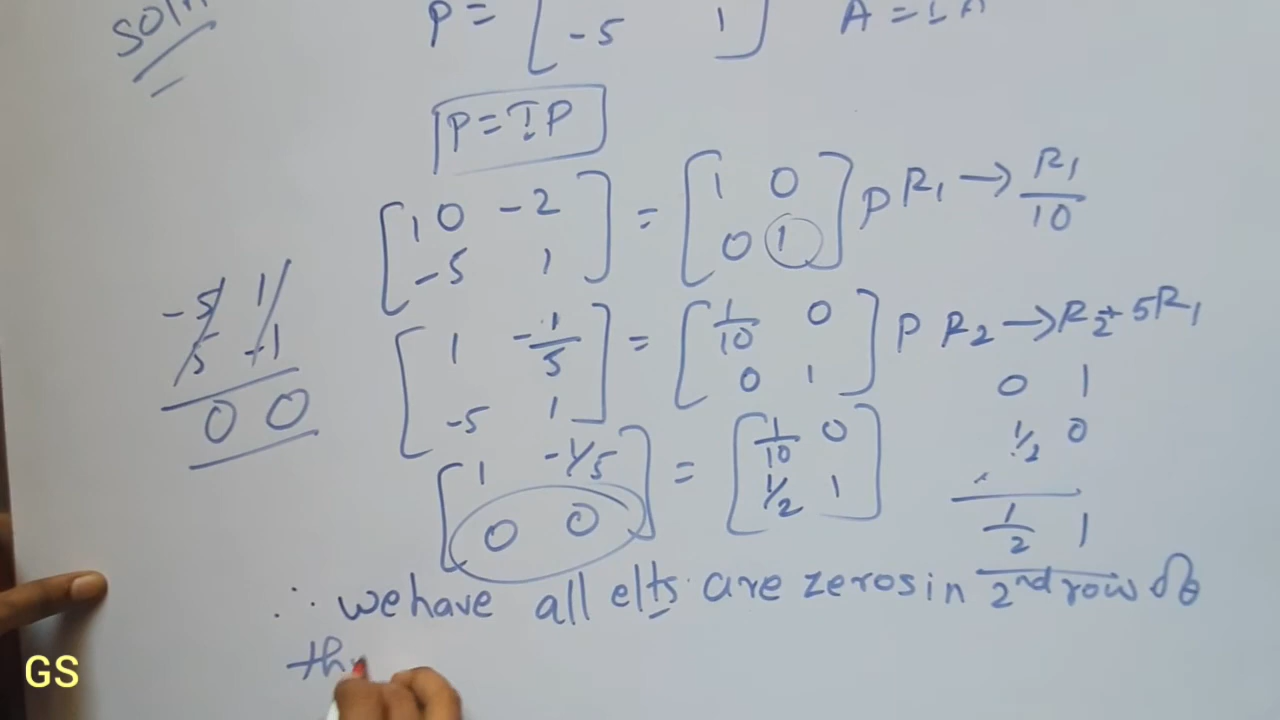 soln
P = [ -5 1 ] A = IA
P = IP
[ 10 -2 ] = [ 1 0 ] P R₁ → R₁/10
[ -5 1 ] [ 0 1 ]
-5 1
5 -1
0 0
[ 1 -1/5 ] = [ 1/10 0 ] P R₂ → R₂ + 5R₁
[ -5 1 ] [ 0 1 ]
0 1
1/2 0
1/2 1
[ 1 -1/5 ] = [ 1/10 0 ]
[ 0 0 ] [ 1/2 1 ]
∴ we have all elts are zeros in 2nd row of
the
GS